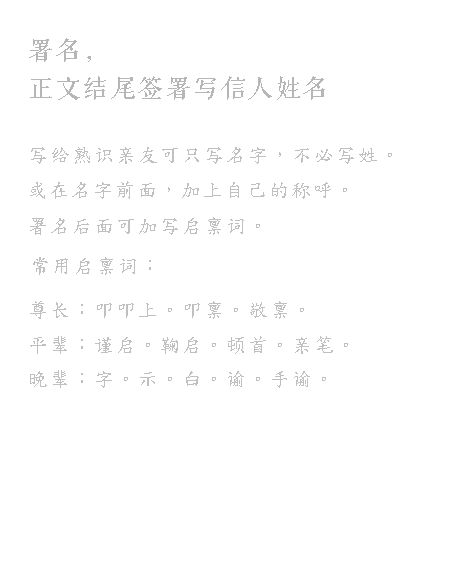 署名，
正文结尾签署写信人姓名
写给熟识亲友可只写名字，不必写姓。
或在名字前面，加上自己的称呼。
署名后面可加写启禀词。
常用启禀词；
尊长；叩叩上。叩禀。敬禀。
平辈；谨启。鞠启。顿首。亲笔。
晚辈；字。示。白。谕。手谕。